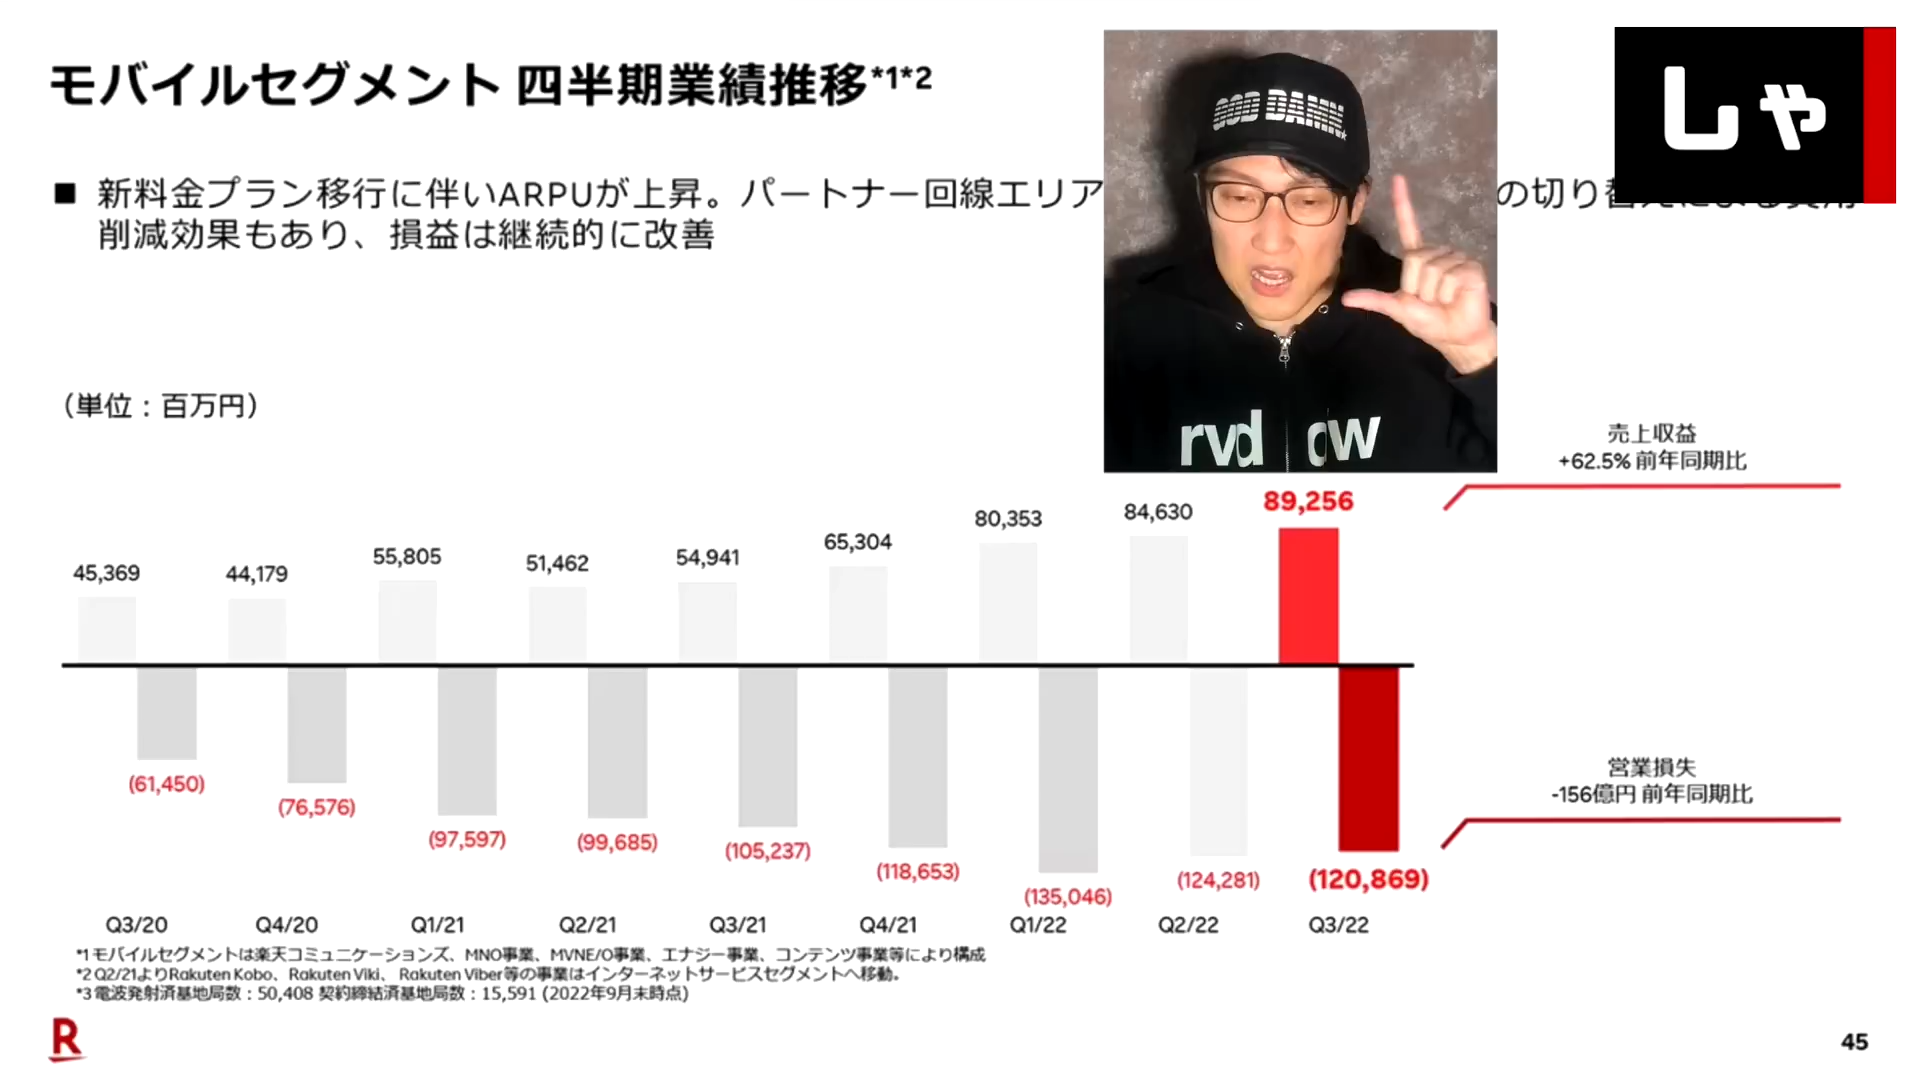 モバイルセグメント 四半期業績推移*1*2
しゃ
GOD DAMN.
■ 新料金プラン移行に伴いARPUが上昇。パートナー回線エリア
の切り替えによる費用
削減効果もあり、損益は継続的に改善
rvd
ow
（単位：百万円）
売上収益
+62.5% 前年同期比
45,369 44,179 55,805 51,462 54,941 65,304 80,353 84,630 89,256
営業損失
-156億円 前年同期比
(61,450) (76,576) (97,597) (99,685) (105,237) (118,653) (135,046) (124,281) (120,869)
Q3/20 Q4/20 Q1/21 Q2/21 Q3/21 Q4/21 Q1/22 Q2/22 Q3/22
*1 モバイルセグメントは楽天コミュニケーションズ、MNO事業、MVNE/O事業、エナジー事業、コンテンツ事業等により構成
*2 Q2/21よりRakuten Kobo、Rakuten Viki、 Rakuten Viber等の事業はインターネットサービスセグメントへ移動。
*3 電波発射済基地局数：50,408 契約締結済基地局数：15,591 (2022年9月末時点)
R
45